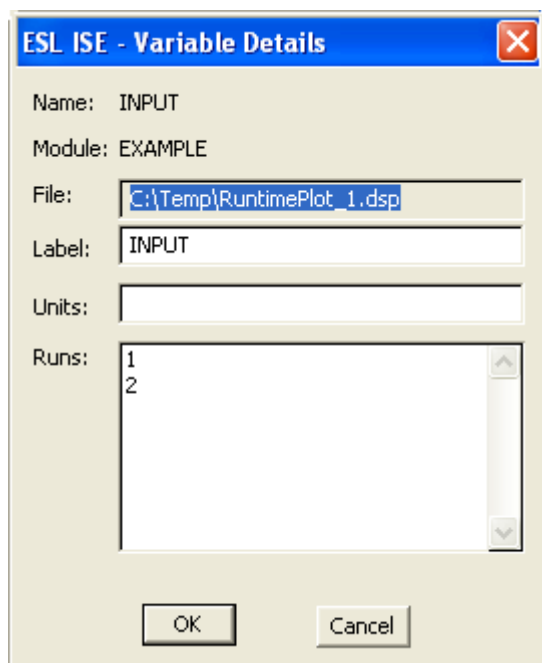 ESL ISE - Variable Details
Name: INPUT
Module: EXAMPLE
File: C:\Temp\RuntimePlot_1.dsp
Label: INPUT
Units:
Runs: 1
2
OK Cancel